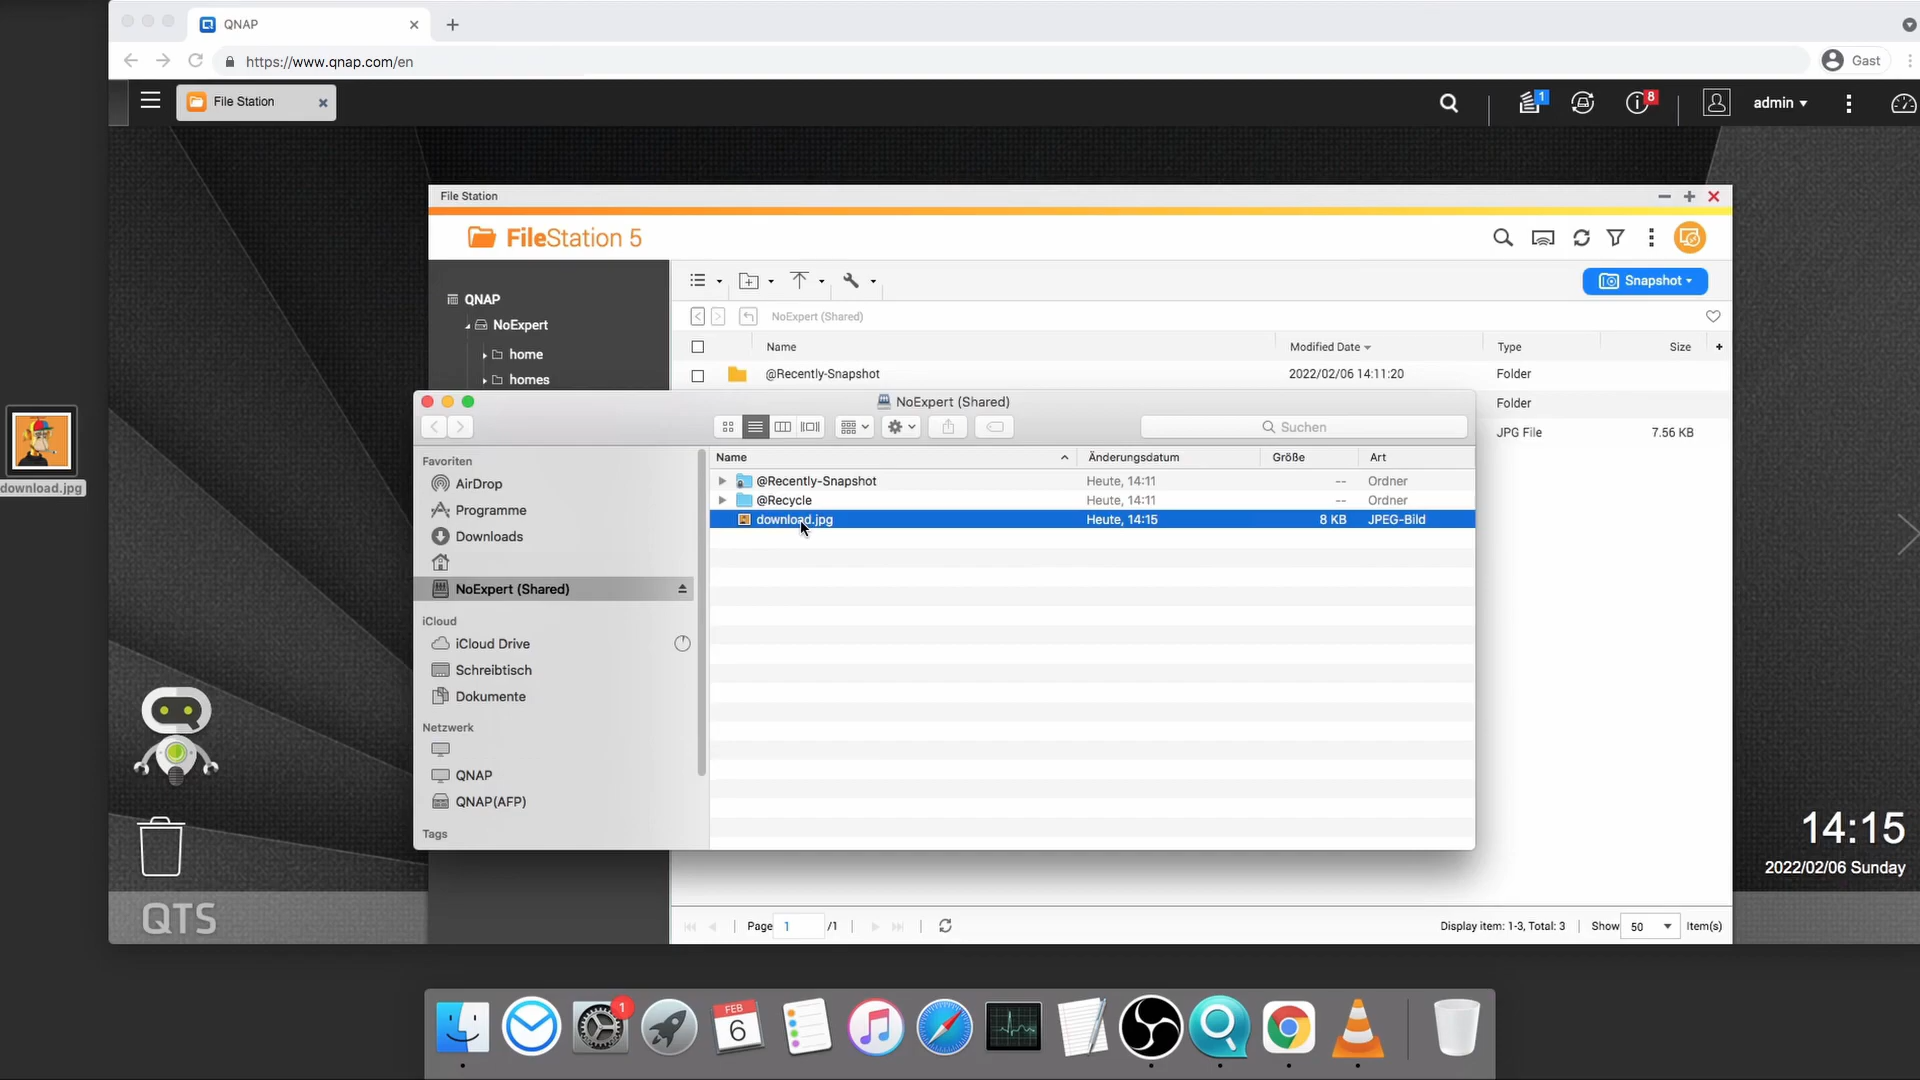 QNAP
https://www.qnap.com/en
Gast
File Station
1
8
admin
File Station
FileStation 5
QNAP
NoExpert
home
homes
Snapshot
NoExpert (Shared)
Name Modified Date Type Size
@Recently-Snapshot 2022/02/06 14:11:20 Folder
Folder
JPG File 7.56 KB
download.jpg
NoExpert (Shared)
Suchen
Favoriten
AirDrop
Programme
Downloads
NoExpert (Shared)
iCloud
iCloud Drive
Schreibtisch
Dokumente
Netzwerk
QNAP
QNAP(AFP)
Tags
Name Änderungsdatum Größe Art
@Recently-Snapshot Heute, 14:11 -- Ordner
@Recycle Heute, 14:11 -- Ordner
download.jpg Heute, 14:15 8 KB JPEG-Bild
14:15
2022/02/06 Sunday
QTS
Page 1 /1
Display item: 1-3, Total: 3 Show 50 Item(s)
1
FEB
6